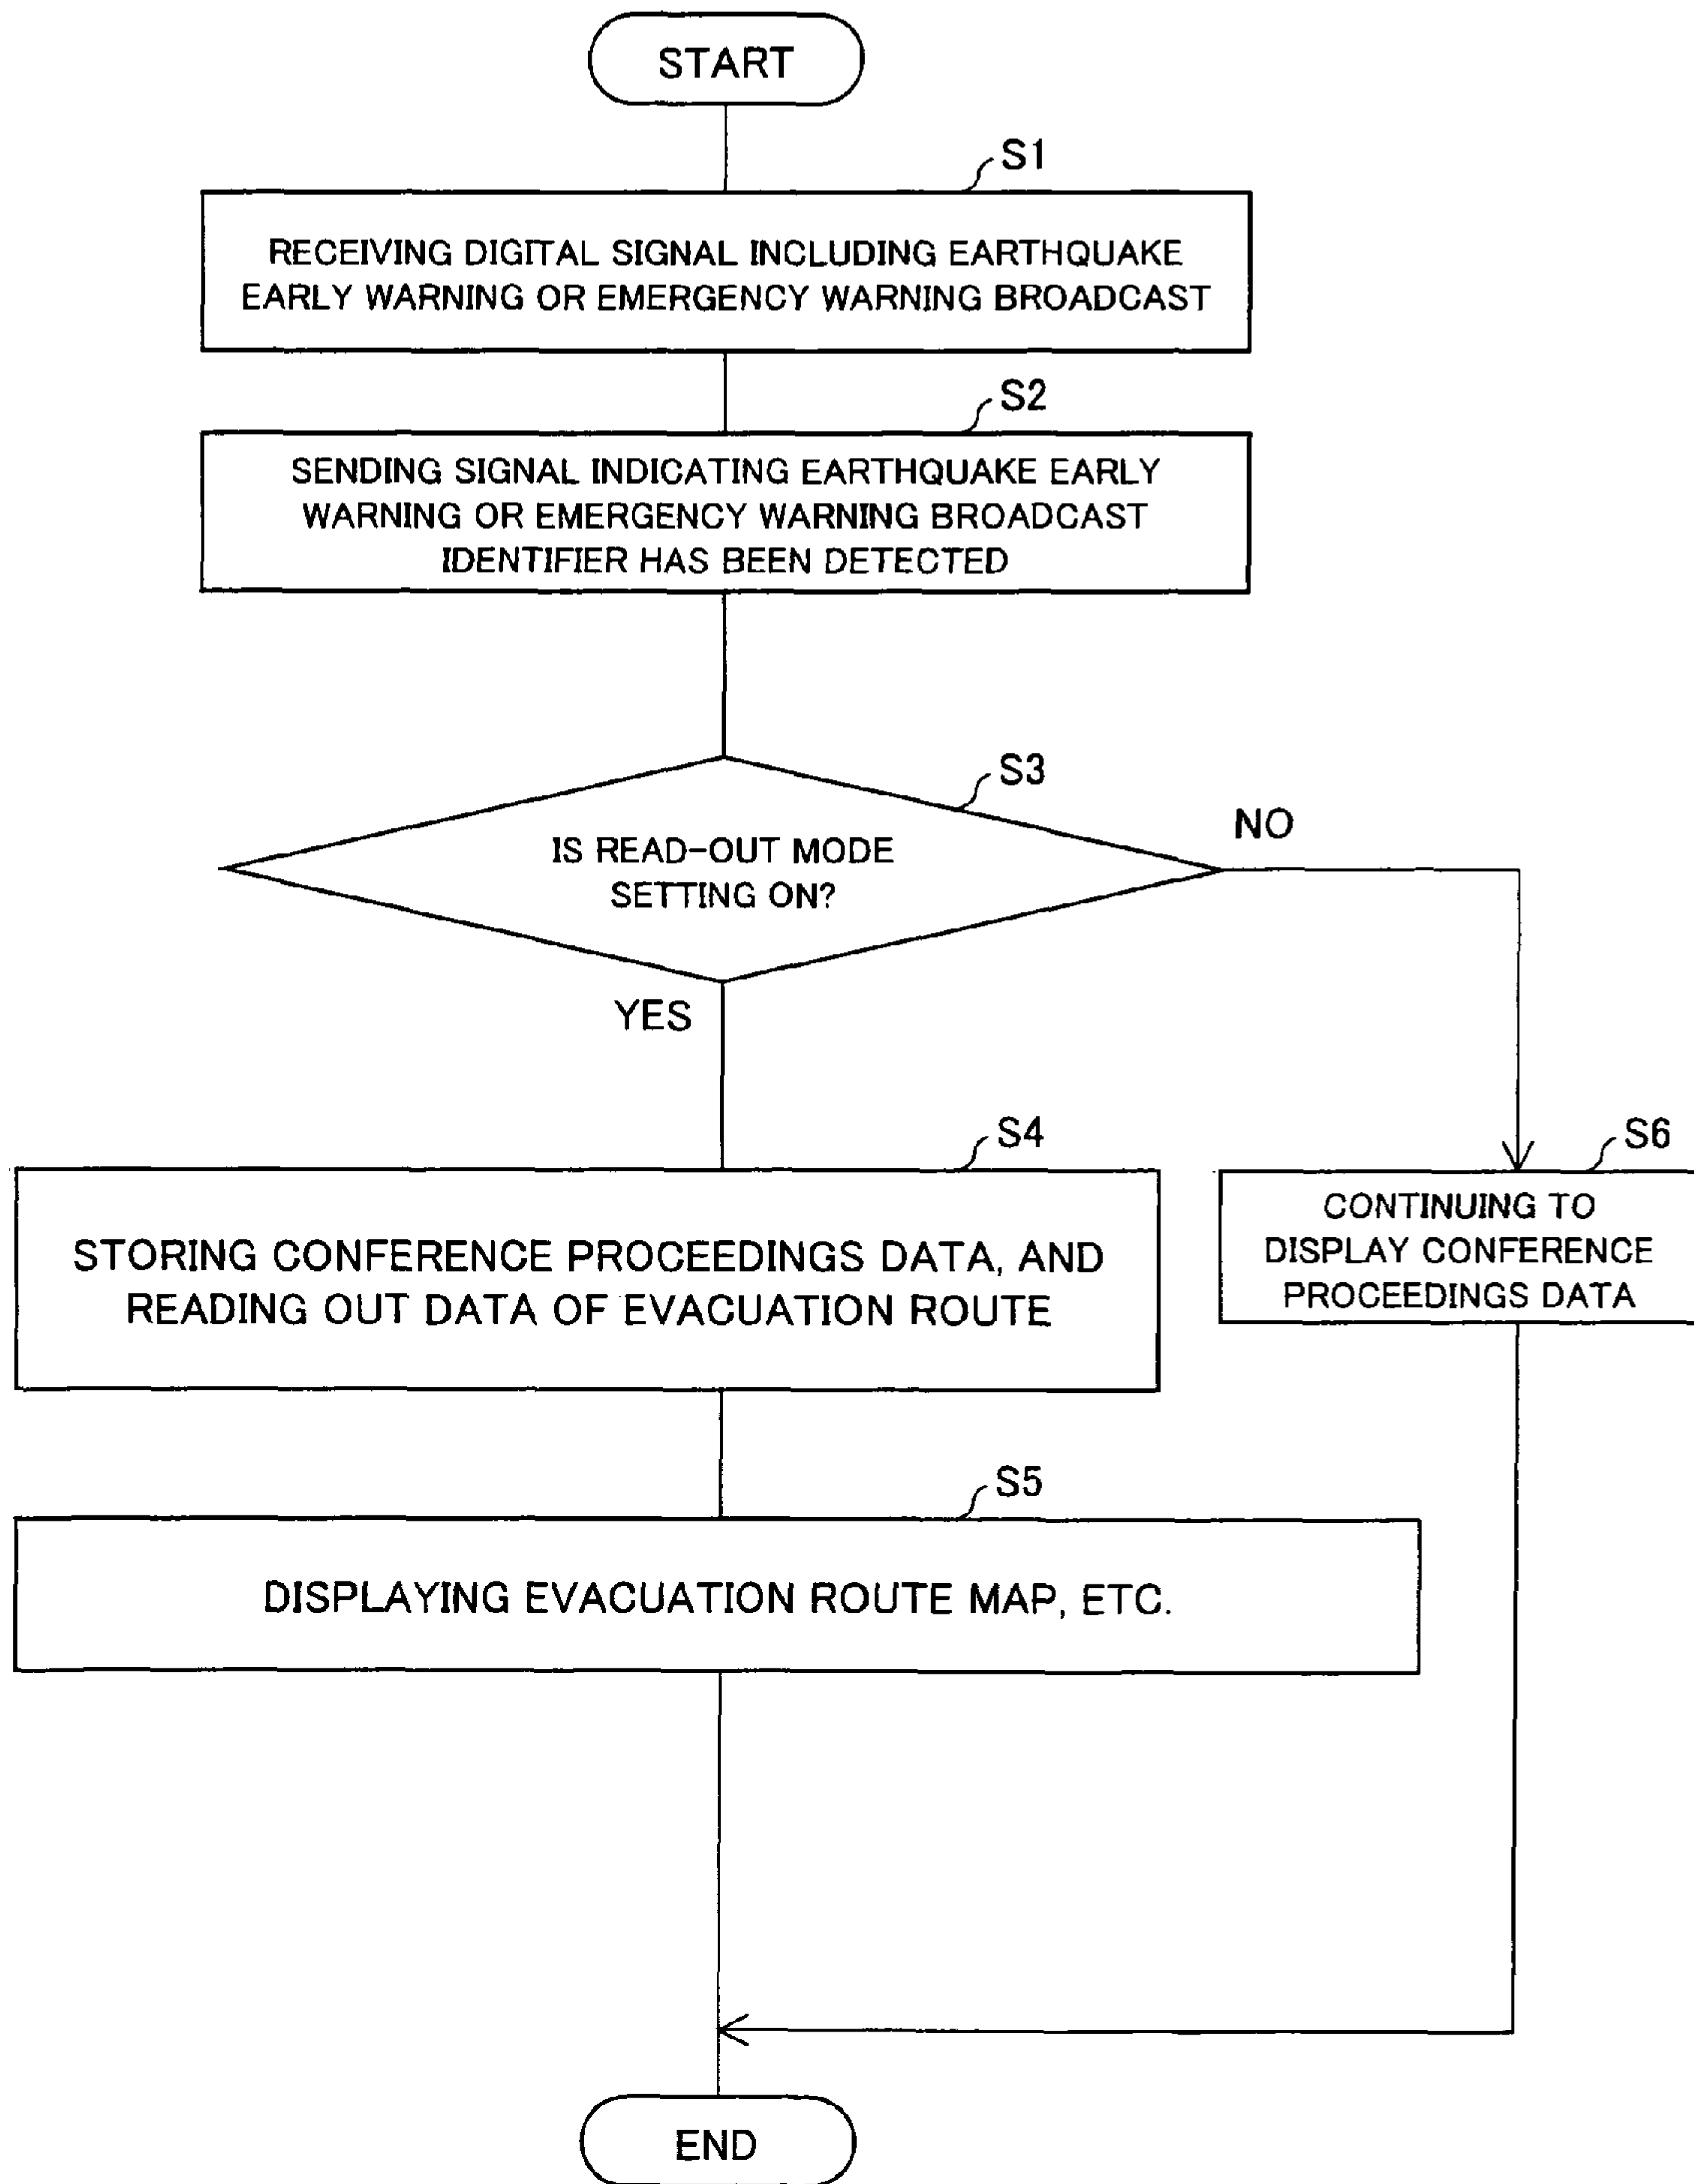 START
S1
RECEIVING DIGITAL SIGNAL INCLUDING EARTHQUAKE
EARLY WARNING OR EMERGENCY WARNING BROADCAST
S2
SENDING SIGNAL INDICATING EARTHQUAKE EARLY
WARNING OR EMERGENCY WARNING BROADCAST
IDENTIFIER HAS BEEN DETECTED
S3
IS READ-OUT MODE
SETTING ON?
NO
YES
S4
STORING CONFERENCE PROCEEDINGS DATA, AND
READING OUT DATA OF EVACUATION ROUTE
S6
CONTINUING TO
DISPLAY CONFERENCE
PROCEEDINGS DATA
S5
DISPLAYING EVACUATION ROUTE MAP, ETC.
END